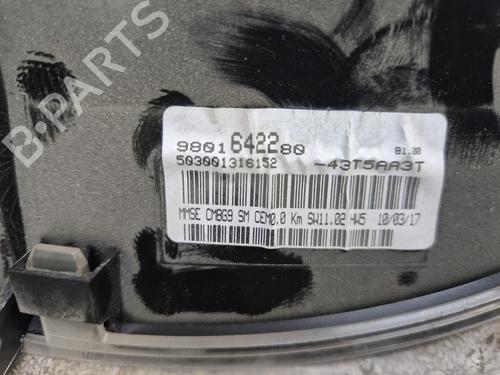 B-PARTS
9801642280
B1.00
503001316152
-43T5AA3T
MMSE CMBG9 SM CEM0.0 Km SW11.02 HW5 10/03/17